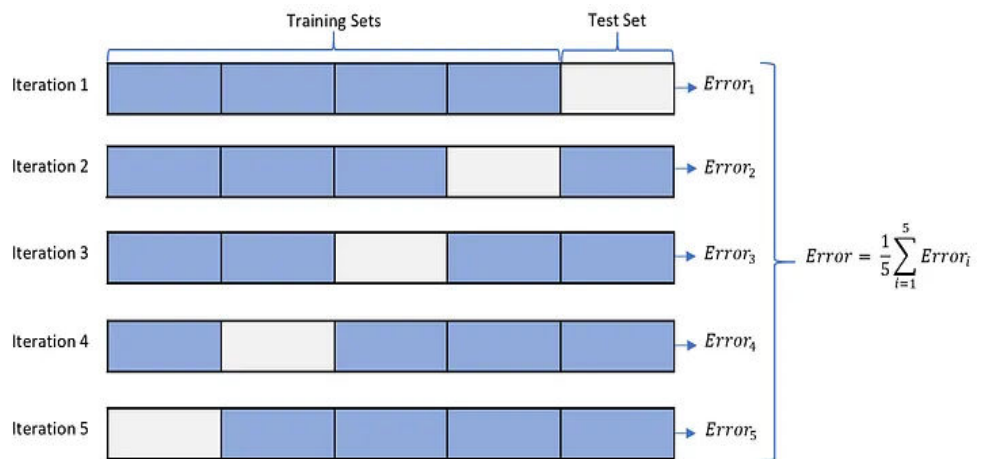 Training Sets
Test Set
Iteration 1
Error₁
Iteration 2
Error₂
Iteration 3
Error₃
Iteration 4
Error₄
Iteration 5
Error₅
Error = 1/5 ∑_{i=1}^{5} Errorᵢ